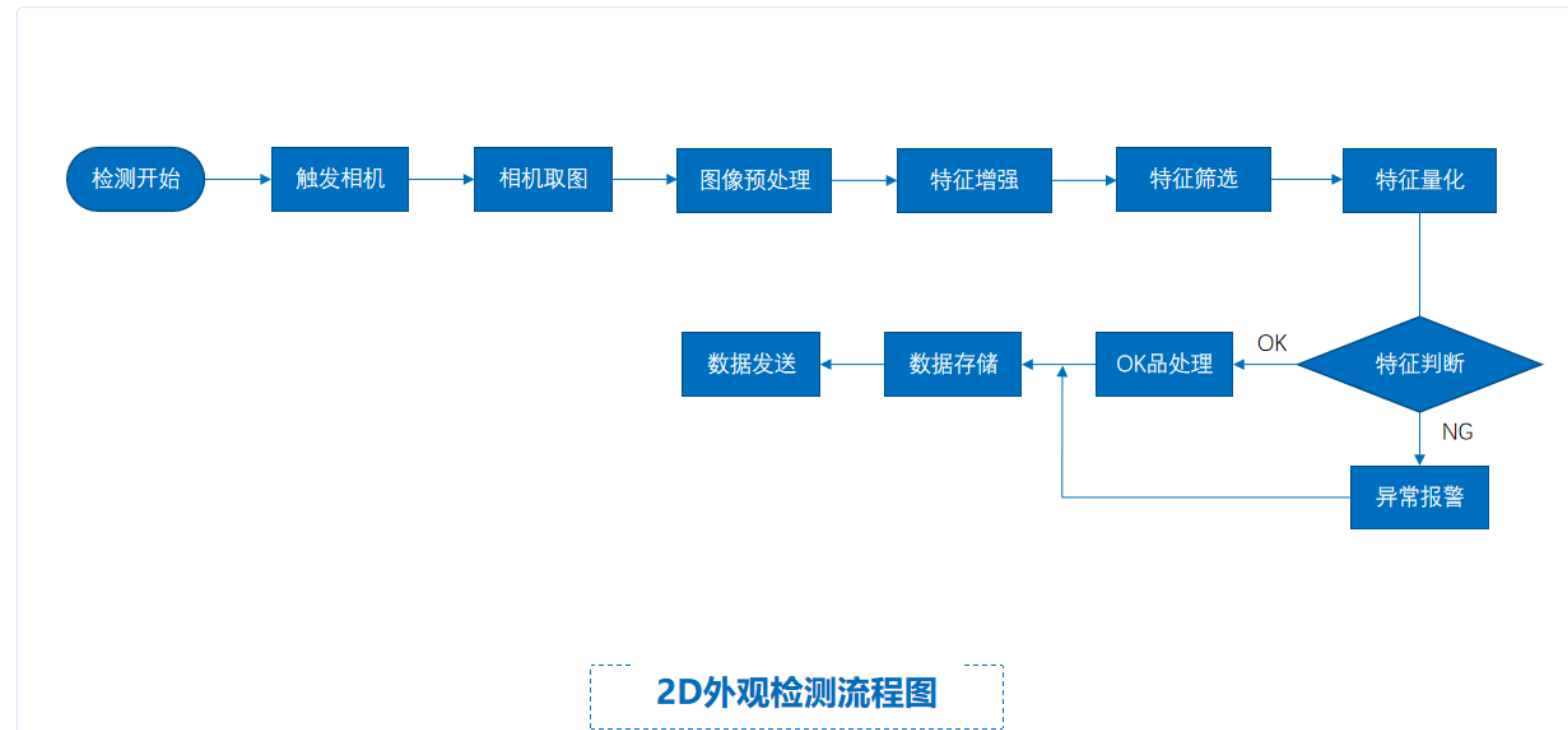 检测开始
触发相机
相机取图
图像预处理
特征增强
特征筛选
特征量化
数据发送
数据存储
OK品处理
OK
特征判断
NG
异常报警
2D外观检测流程图